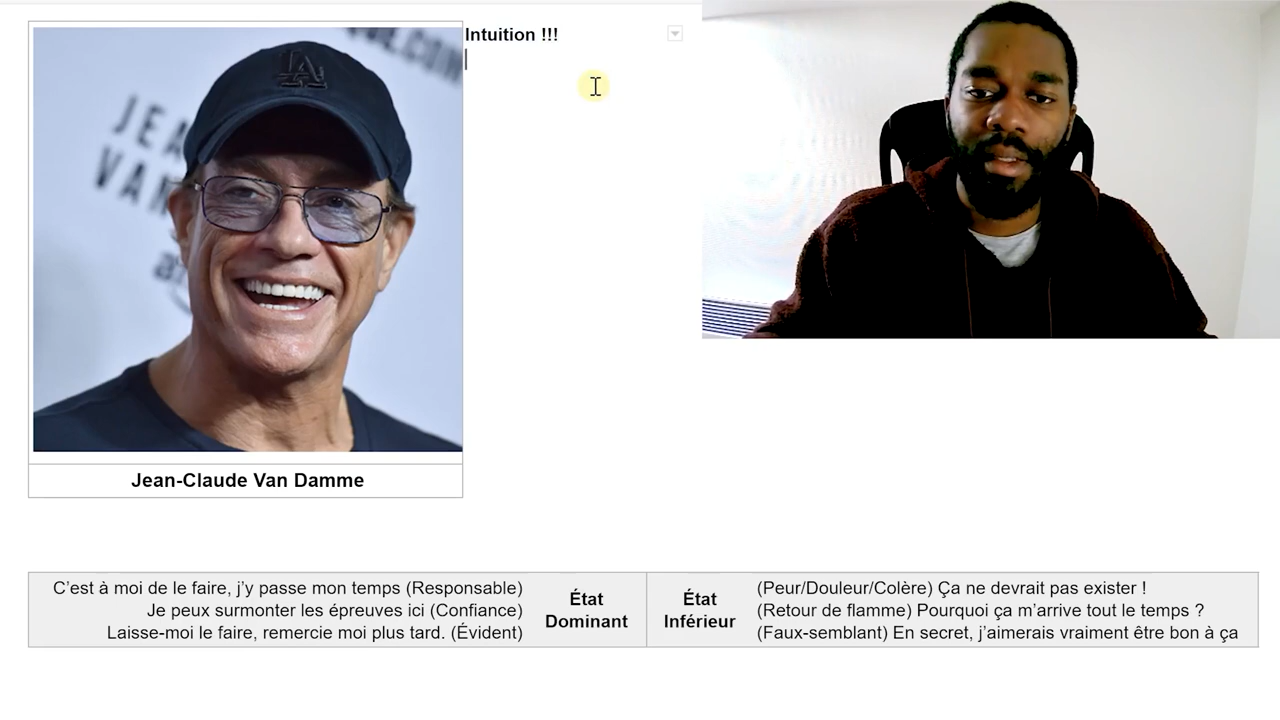 Intuition !!!
JEA
VAN
LA
Jean-Claude Van Damme
C’est à moi de le faire, j’y passe mon temps (Responsable)
Je peux surmonter les épreuves ici (Confiance)
Laisse-moi le faire, remercie moi plus tard. (Évident)
État
Dominant
État
Inférieur
(Peur/Douleur/Colère) Ça ne devrait pas exister !
(Retour de flamme) Pourquoi ça m’arrive tout le temps ?
(Faux-semblant) En secret, j’aimerais vraiment être bon à ça